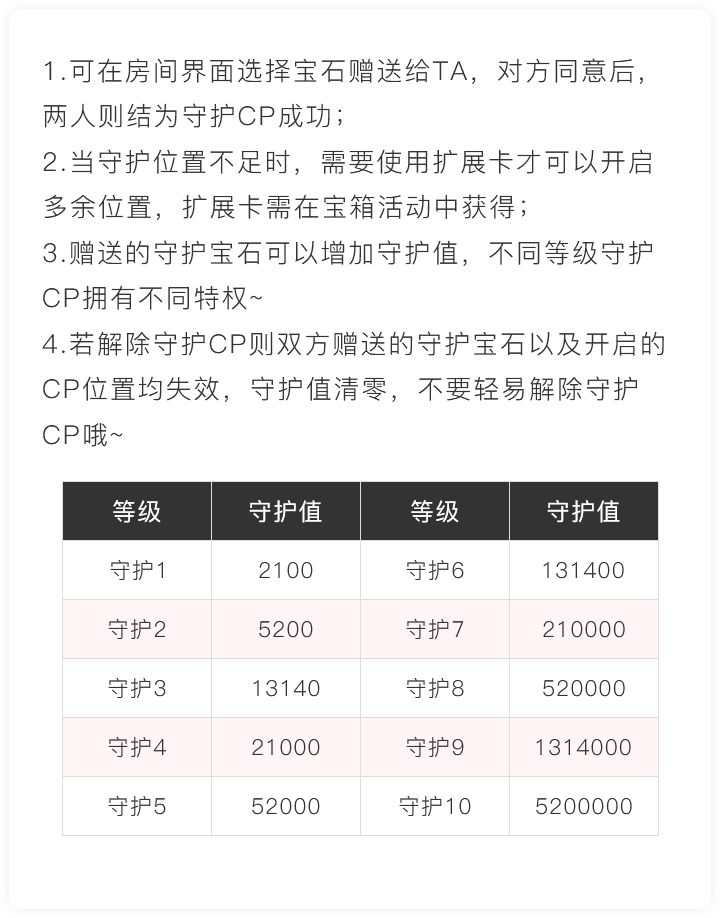 1.可在房间界面选择宝石赠送给TA，对方同意后，
两人则结为守护CP成功；
2.当守护位置不足时，需要使用扩展卡才可以开启
多余位置，扩展卡需在宝箱活动中获得；
3.赠送的守护宝石可以增加守护值，不同等级守护
CP拥有不同特权~
4.若解除守护CP则双方赠送的守护宝石以及开启的
CP位置均失效，守护值清零，不要轻易解除守护
CP哦~
等级 守护值 等级 守护值
守护1 2100 守护6 131400
守护2 5200 守护7 210000
守护3 13140 守护8 520000
守护4 21000 守护9 1314000
守护5 52000 守护10 5200000